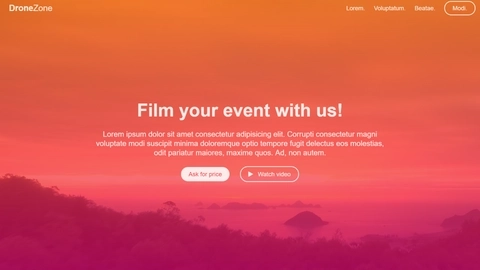 DroneZone
Lorem. Voluptatum. Beatae. Modi.
Film your event with us!
Lorem ipsum dolor sit amet consectetur adipisicing elit. Corrupti consectetur magni
voluptate modi suscipit minima doloremque optio tempore fugit delectus eos molestias,
odit pariatur maiores, maxime quos. Ad, non autem.
Ask for price
Watch video